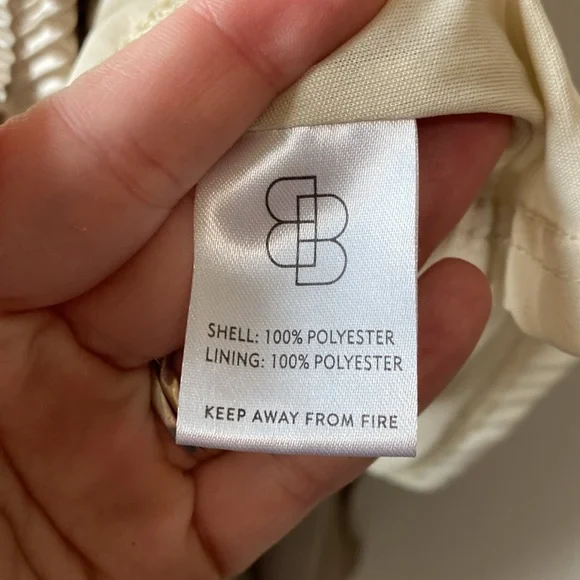 SHELL: 100% POLYESTER
LINING: 100% POLYESTER
KEEP AWAY FROM FIRE